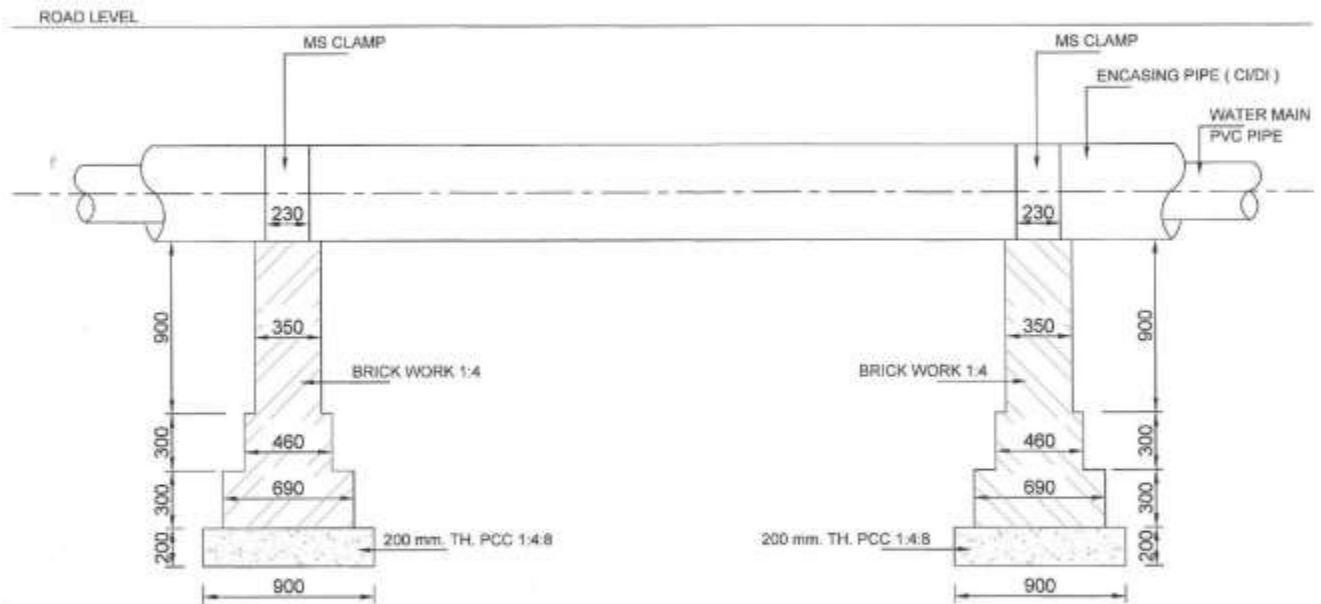 ROAD LEVEL
MS CLAMP
MS CLAMP
ENCASING PIPE ( CI/DI )
WATER MAIN
PVC PIPE
230
230
900
350
350
900
BRICK WORK 1:4
BRICK WORK 1:4
300
460
460
300
300
690
690
300
200
200 mm. TH. PCC 1:4:8
200 mm. TH. PCC 1:4:8
200
900
900